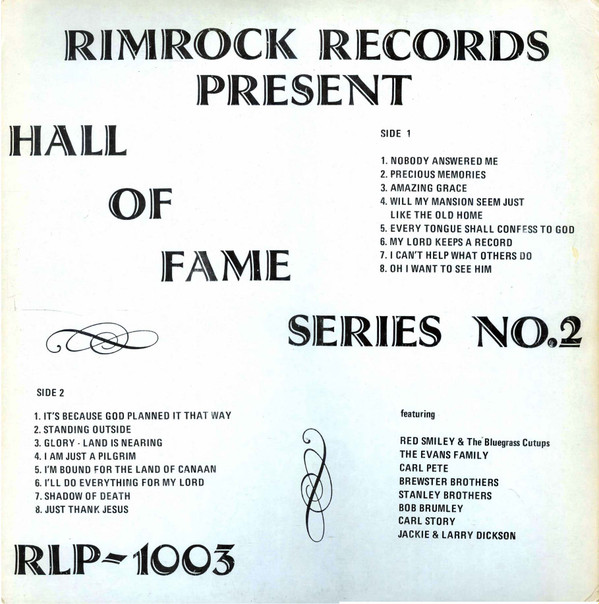 RIMROCK RECORDS
PRESENT
HALL
OF
FAME
SERIES NO.2
SIDE 1
1. NOBODY ANSWERED ME
2. PRECIOUS MEMORIES
3. AMAZING GRACE
4. WILL MY MANSION SEEM JUST
LIKE THE OLD HOME
5. EVERY TONGUE SHALL CONFESS TO GOD
6. MY LORD KEEPS A RECORD
7. I CAN'T HELP WHAT OTHERS DO
8. OH I WANT TO SEE HIM
SIDE 2
1. IT'S BECAUSE GOD PLANNED IT THAT WAY
2. STANDING OUTSIDE
3. GLORY - LAND IS NEARING
4. I AM JUST A PILGRIM
5. I'M BOUND FOR THE LAND OF CANAAN
6. I'LL DO EVERYTHING FOR MY LORD
7. SHADOW OF DEATH
8. JUST THANK JESUS
featuring
RED SMILEY & The Bluegrass Cutups
THE EVANS FAMILY
CARL PETE
BREWSTER BROTHERS
STANLEY BROTHERS
BOB BRUMLEY
CARL STORY
JACKIE & LARRY DICKSON
RLP-1003